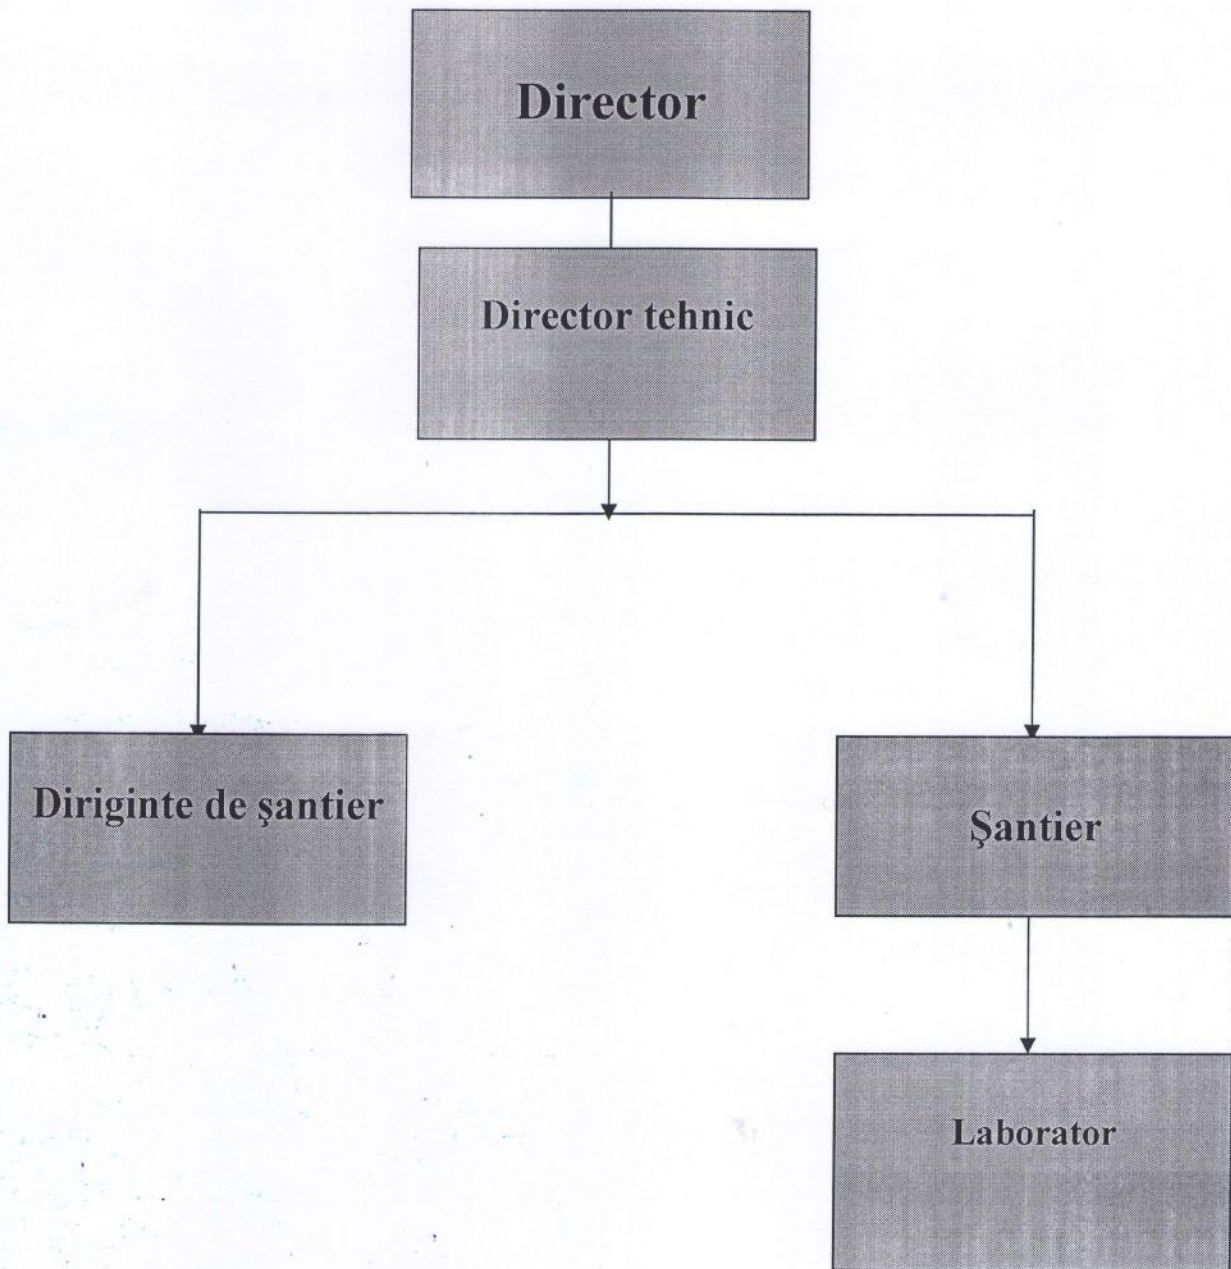 Director
Director tehnic
Diriginte de şantier
Şantier
Laborator